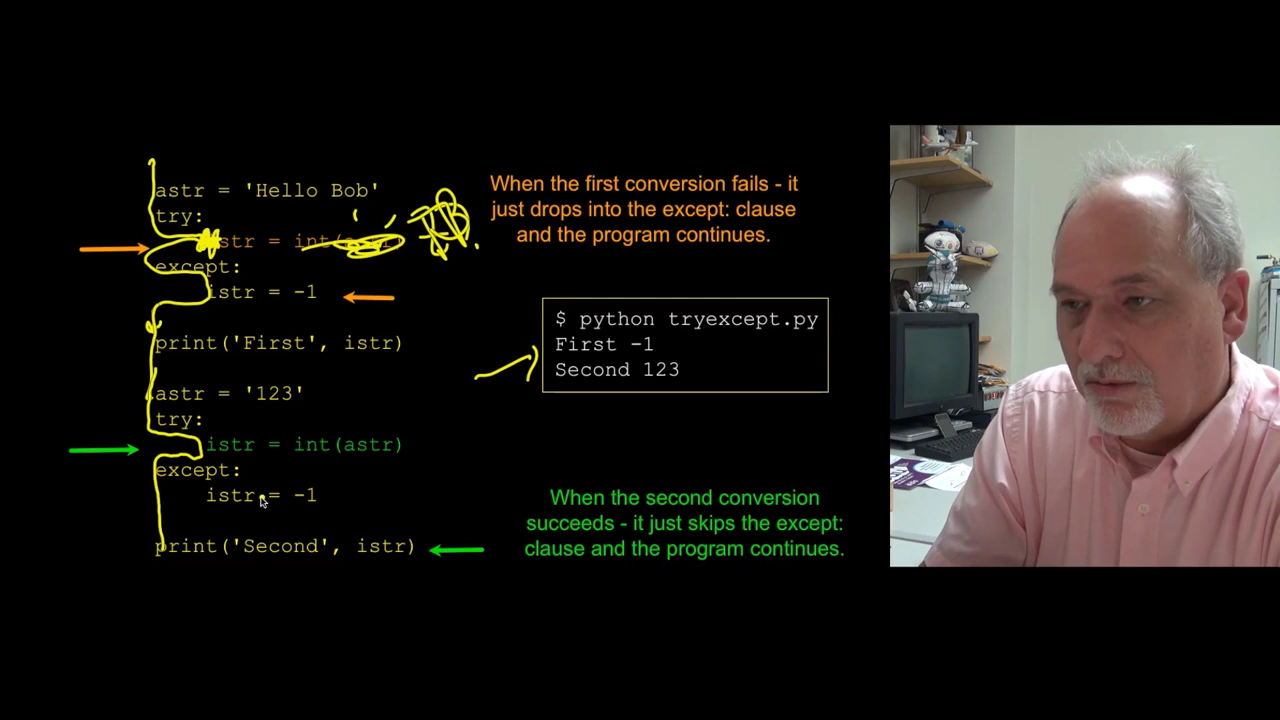 astr = 'Hello Bob'
try:
    istr = int(astr)
except:
    istr = -1
print('First', istr)
astr = '123'
try:
    istr = int(astr)
except:
    istr = -1
print('Second', istr)
When the first conversion fails - it
just drops into the except: clause
and the program continues.
$ python tryexcept.py
First -1
Second 123
When the second conversion
succeeds - it just skips the except:
clause and the program continues.